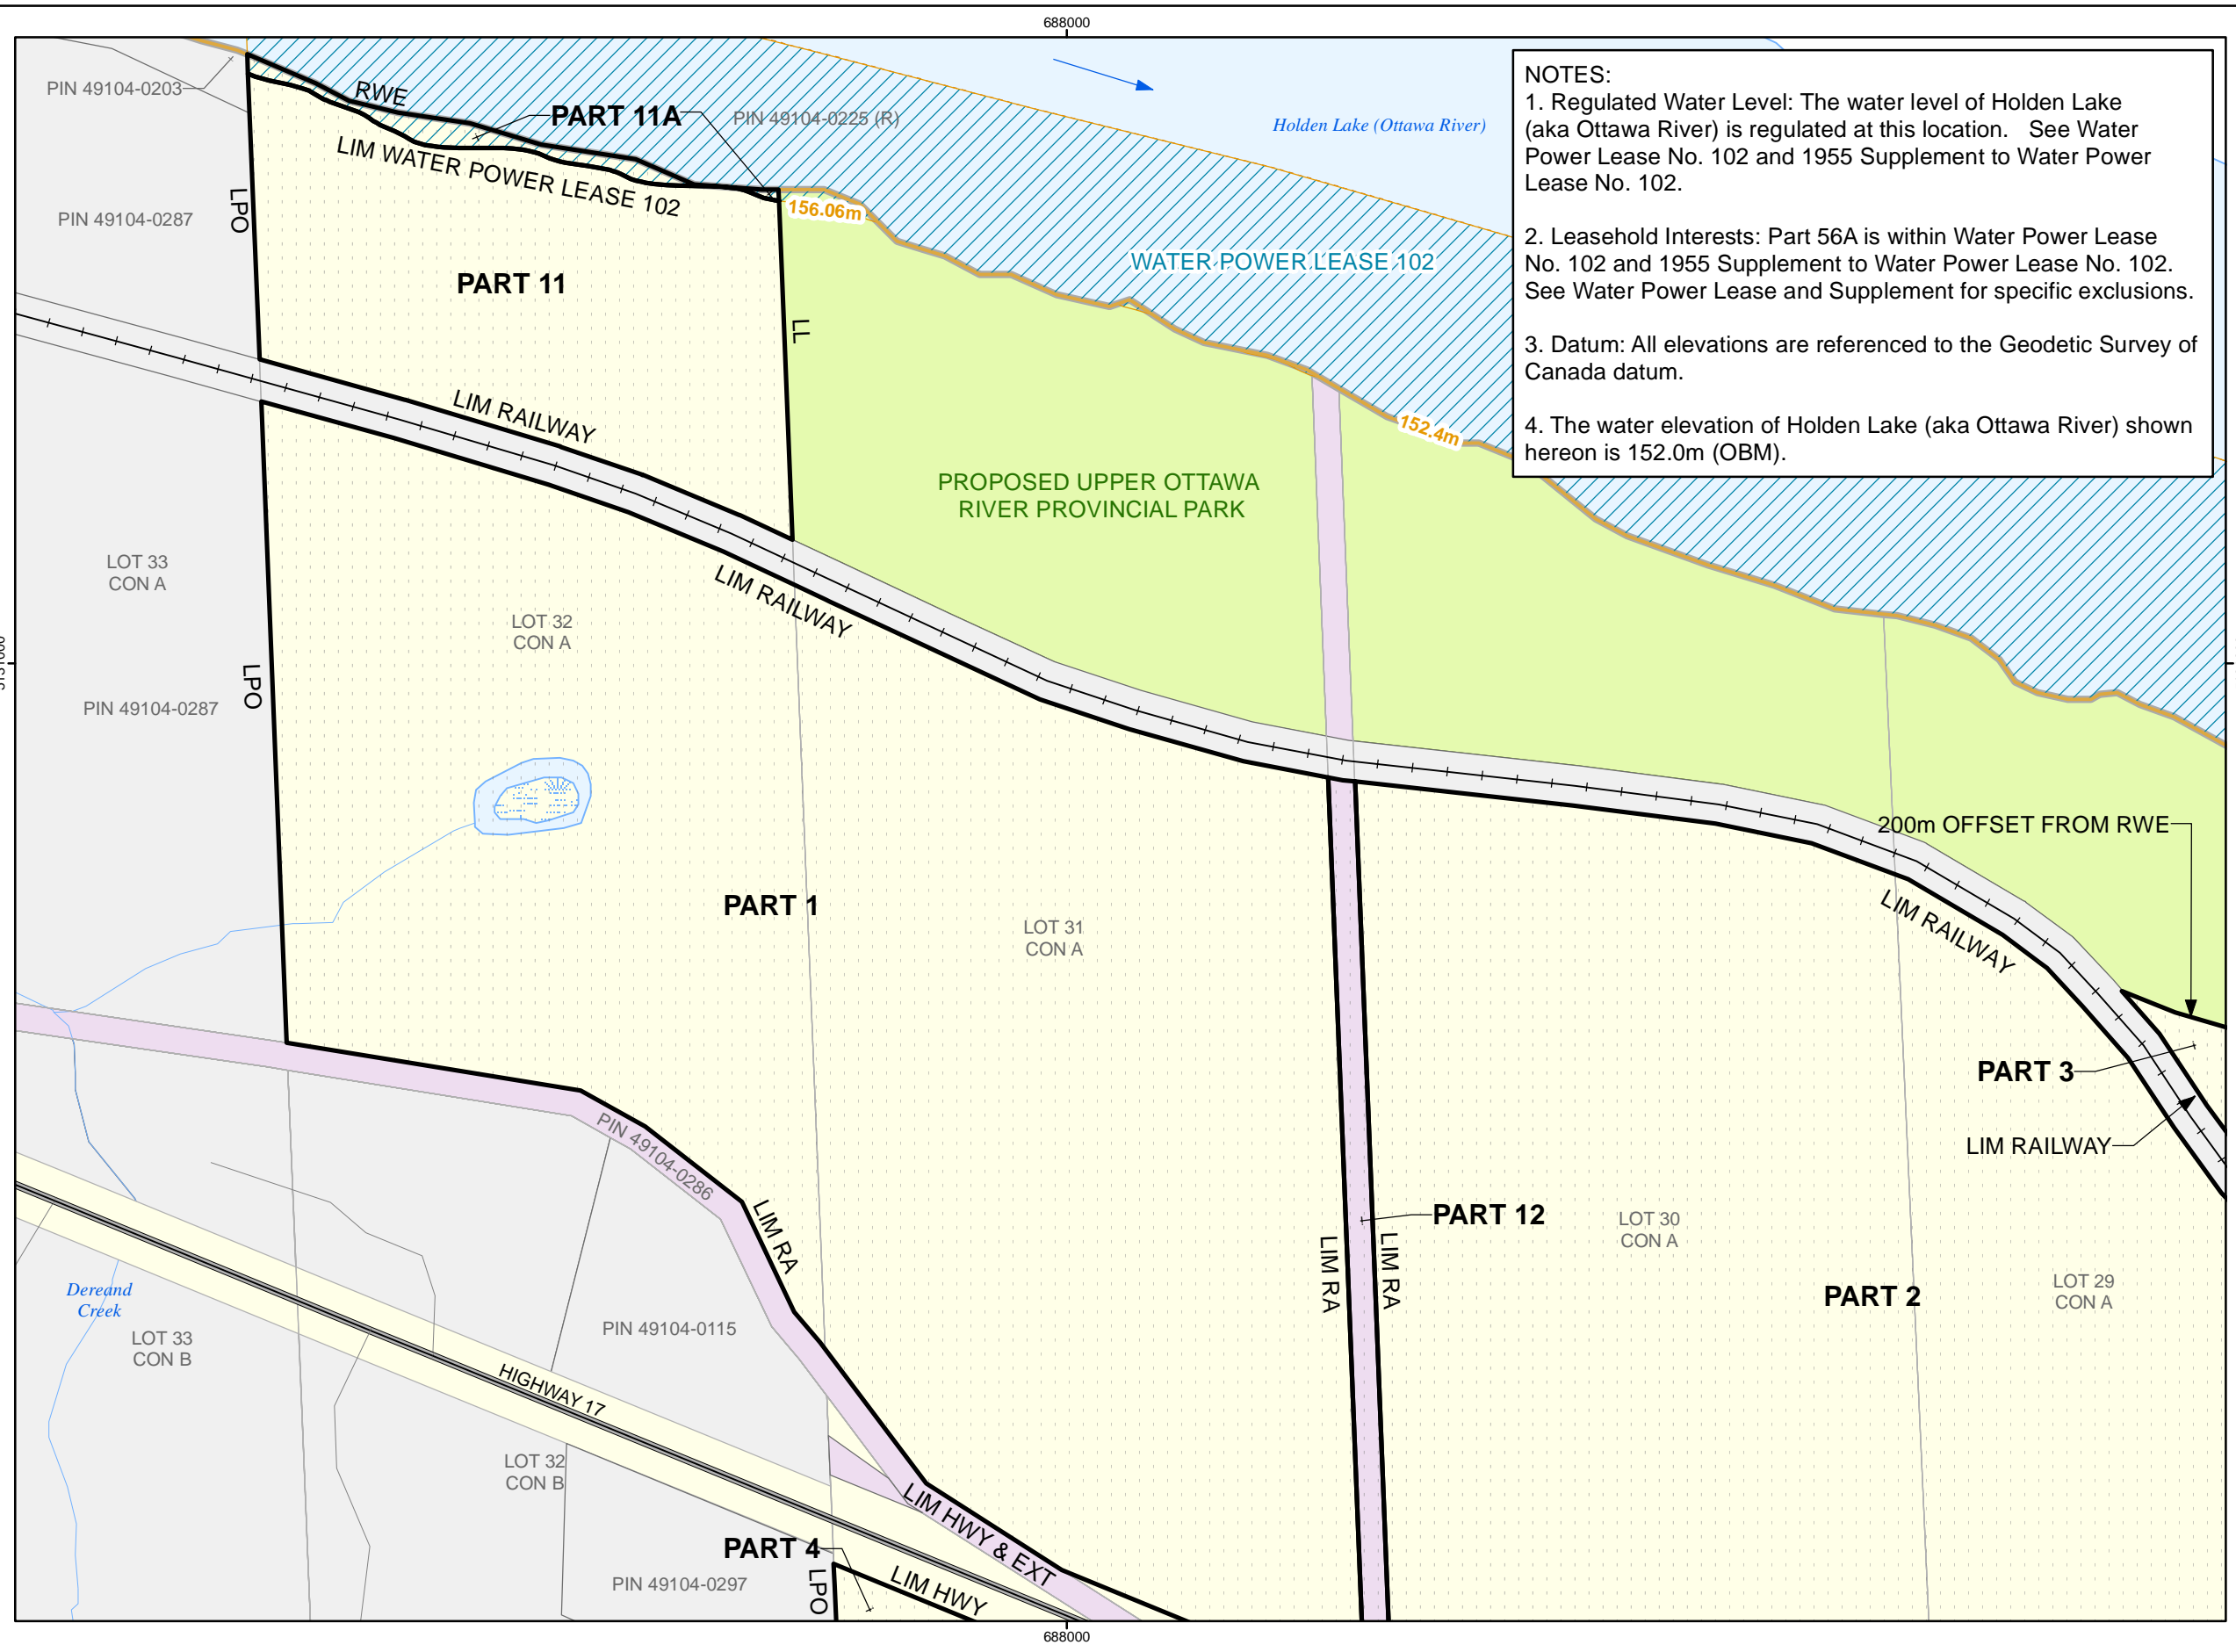 688000
NOTES:
1. Regulated Water Level: The water level of Holden Lake
(aka Ottawa River) is regulated at this location. See Water
Power Lease No. 102 and 1955 Supplement to Water Power
Lease No. 102.
2. Leasehold Interests: Part 56A is within Water Power Lease
No. 102 and 1955 Supplement to Water Power Lease No. 102.
See Water Power Lease and Supplement for specific exclusions.
3. Datum: All elevations are referenced to the Geodetic Survey of
Canada datum.
4. The water elevation of Holden Lake (aka Ottawa River) shown
hereon is 152.0m (OBM).
PIN 49104-0203
RWE
PART 11A
PIN 49104-0225 (R)
Holden Lake (Ottawa River)
LIM WATER POWER LEASE 102
LPO
PIN 49104-0287
156.06m
WATER POWER LEASE 102
PART 11
LL
LIM RAILWAY
152.4m
PROPOSED UPPER OTTAWA
RIVER PROVINCIAL PARK
LOT 33
CON A
LIM RAILWAY
LOT 32
CON A
LPO
PIN 49104-0287
200m OFFSET FROM RWE
PART 1
LOT 31
CON A
LIM RAILWAY
PART 3
LIM RAILWAY
PIN 49104-0286
LIM RA
PART 12
LIM RA
LIM RA
LOT 30
CON A
PART 2
LOT 29
CON A
Dereand
Creek
LOT 33
CON B
PIN 49104-0115
HIGHWAY 17
LOT 32
CON B
LIM HWY & EXT
PART 4
LPO
LIM HWY
PIN 49104-0297
688000